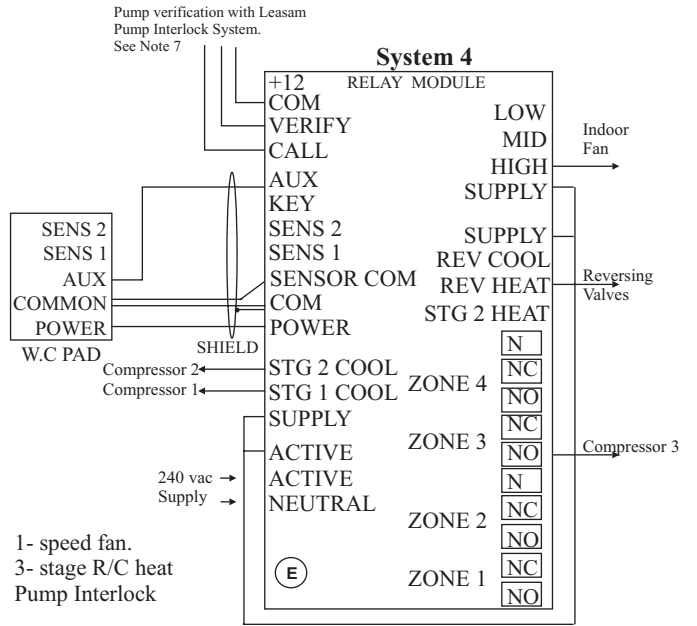 Pump verification with Leasam
Pump Interlock System.
See Note 7
System 4
RELAY MODULE
+12
COM
VERIFY
CALL
AUX
KEY
SENS 2
SENS 1
SENSOR COM
COM
POWER
STG 2 COOL
STG 1 COOL
SUPPLY
ACTIVE
ACTIVE
NEUTRAL
E
LOW
MID
HIGH
SUPPLY
SUPPLY
REV COOL
REV HEAT
STG 2 HEAT
N
ZONE 4
NC
NO
ZONE 3
NC
NO
N
ZONE 2
NC
NO
ZONE 1
NC
NO
Indoor
Fan
Reversing
Valves
Compressor 3
SENS 2
SENS 1
AUX
COMMON
POWER
W.C PAD
SHIELD
Compressor 2
Compressor 1
240 vac
Supply
1- speed fan.
3- stage R/C heat
Pump Interlock